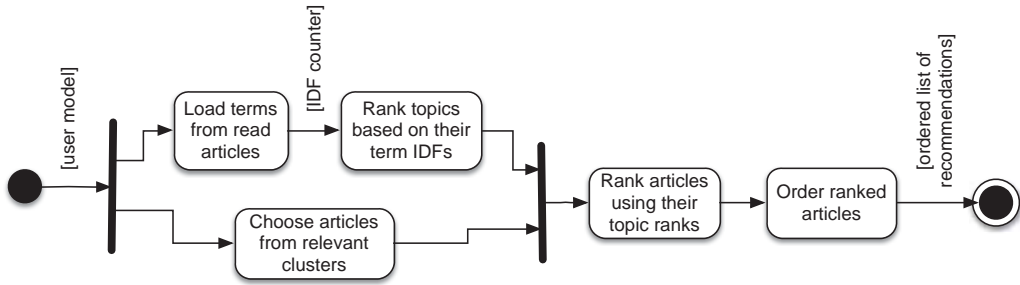 [user model]
Load terms
from read
articles
[IDF counter]
Rank topics
based on their
term IDFs
Choose articles
from relevant
clusters
Rank articles
using their
topic ranks
Order ranked
articles
[ordered list of
recommendations]